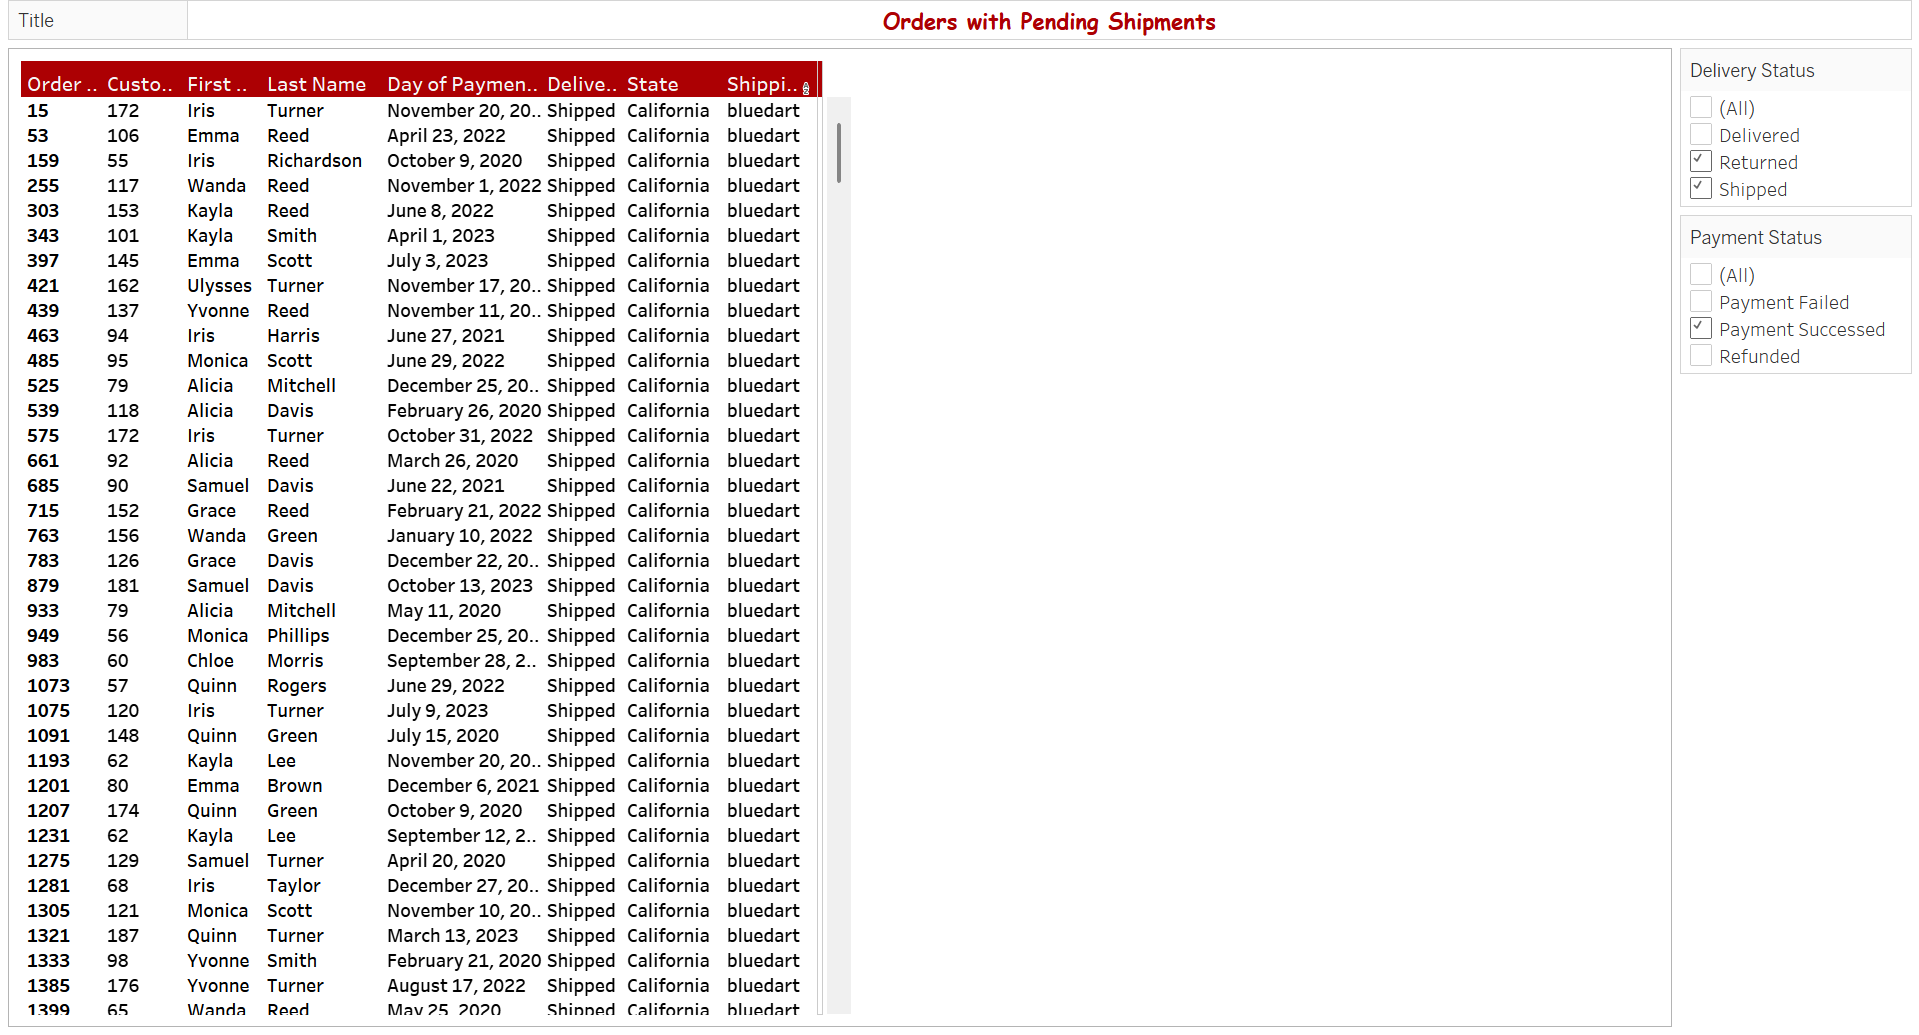 Title
Orders with Pending Shipments
Order .. Custo.. First .. Last Name Day of Paymen.. Delive.. State Shippi..
15 172 Iris Turner November 20, 20.. Shipped California bluedart
53 106 Emma Reed April 23, 2022 Shipped California bluedart
159 55 Iris Richardson October 9, 2020 Shipped California bluedart
255 117 Wanda Reed November 1, 2022 Shipped California bluedart
303 153 Kayla Reed June 8, 2022 Shipped California bluedart
343 101 Kayla Smith April 1, 2023 Shipped California bluedart
397 145 Emma Scott July 3, 2023 Shipped California bluedart
421 162 Ulysses Turner November 17, 20.. Shipped California bluedart
439 137 Yvonne Reed November 11, 20.. Shipped California bluedart
463 94 Iris Harris June 27, 2021 Shipped California bluedart
485 95 Monica Scott June 29, 2022 Shipped California bluedart
525 79 Alicia Mitchell December 25, 20.. Shipped California bluedart
539 118 Alicia Davis February 26, 2020 Shipped California bluedart
575 172 Iris Turner October 31, 2022 Shipped California bluedart
661 92 Alicia Reed March 26, 2020 Shipped California bluedart
685 90 Samuel Davis June 22, 2021 Shipped California bluedart
715 152 Grace Reed February 21, 2022 Shipped California bluedart
763 156 Wanda Green January 10, 2022 Shipped California bluedart
783 126 Grace Davis December 22, 20.. Shipped California bluedart
879 181 Samuel Davis October 13, 2023 Shipped California bluedart
933 79 Alicia Mitchell May 11, 2020 Shipped California bluedart
949 56 Monica Phillips December 25, 20.. Shipped California bluedart
983 60 Chloe Morris September 28, 2.. Shipped California bluedart
1073 57 Quinn Rogers June 29, 2022 Shipped California bluedart
1075 120 Iris Turner July 9, 2023 Shipped California bluedart
1091 148 Quinn Green July 15, 2020 Shipped California bluedart
1193 62 Kayla Lee November 20, 20.. Shipped California bluedart
1201 80 Emma Brown December 6, 2021 Shipped California bluedart
1207 174 Quinn Green October 9, 2020 Shipped California bluedart
1231 62 Kayla Lee September 12, 2.. Shipped California bluedart
1275 129 Samuel Turner April 20, 2020 Shipped California bluedart
1281 68 Iris Taylor December 27, 20.. Shipped California bluedart
1305 121 Monica Scott November 10, 20.. Shipped California bluedart
1321 187 Quinn Turner March 13, 2023 Shipped California bluedart
1333 98 Yvonne Smith February 21, 2020 Shipped California bluedart
1385 176 Yvonne Turner August 17, 2022 Shipped California bluedart
1399 65 Wanda Reed May 25, 2020 Shipped California bluedart
Delivery Status
(All)
Delivered
Returned
Shipped
Payment Status
(All)
Payment Failed
Payment Successed
Refunded